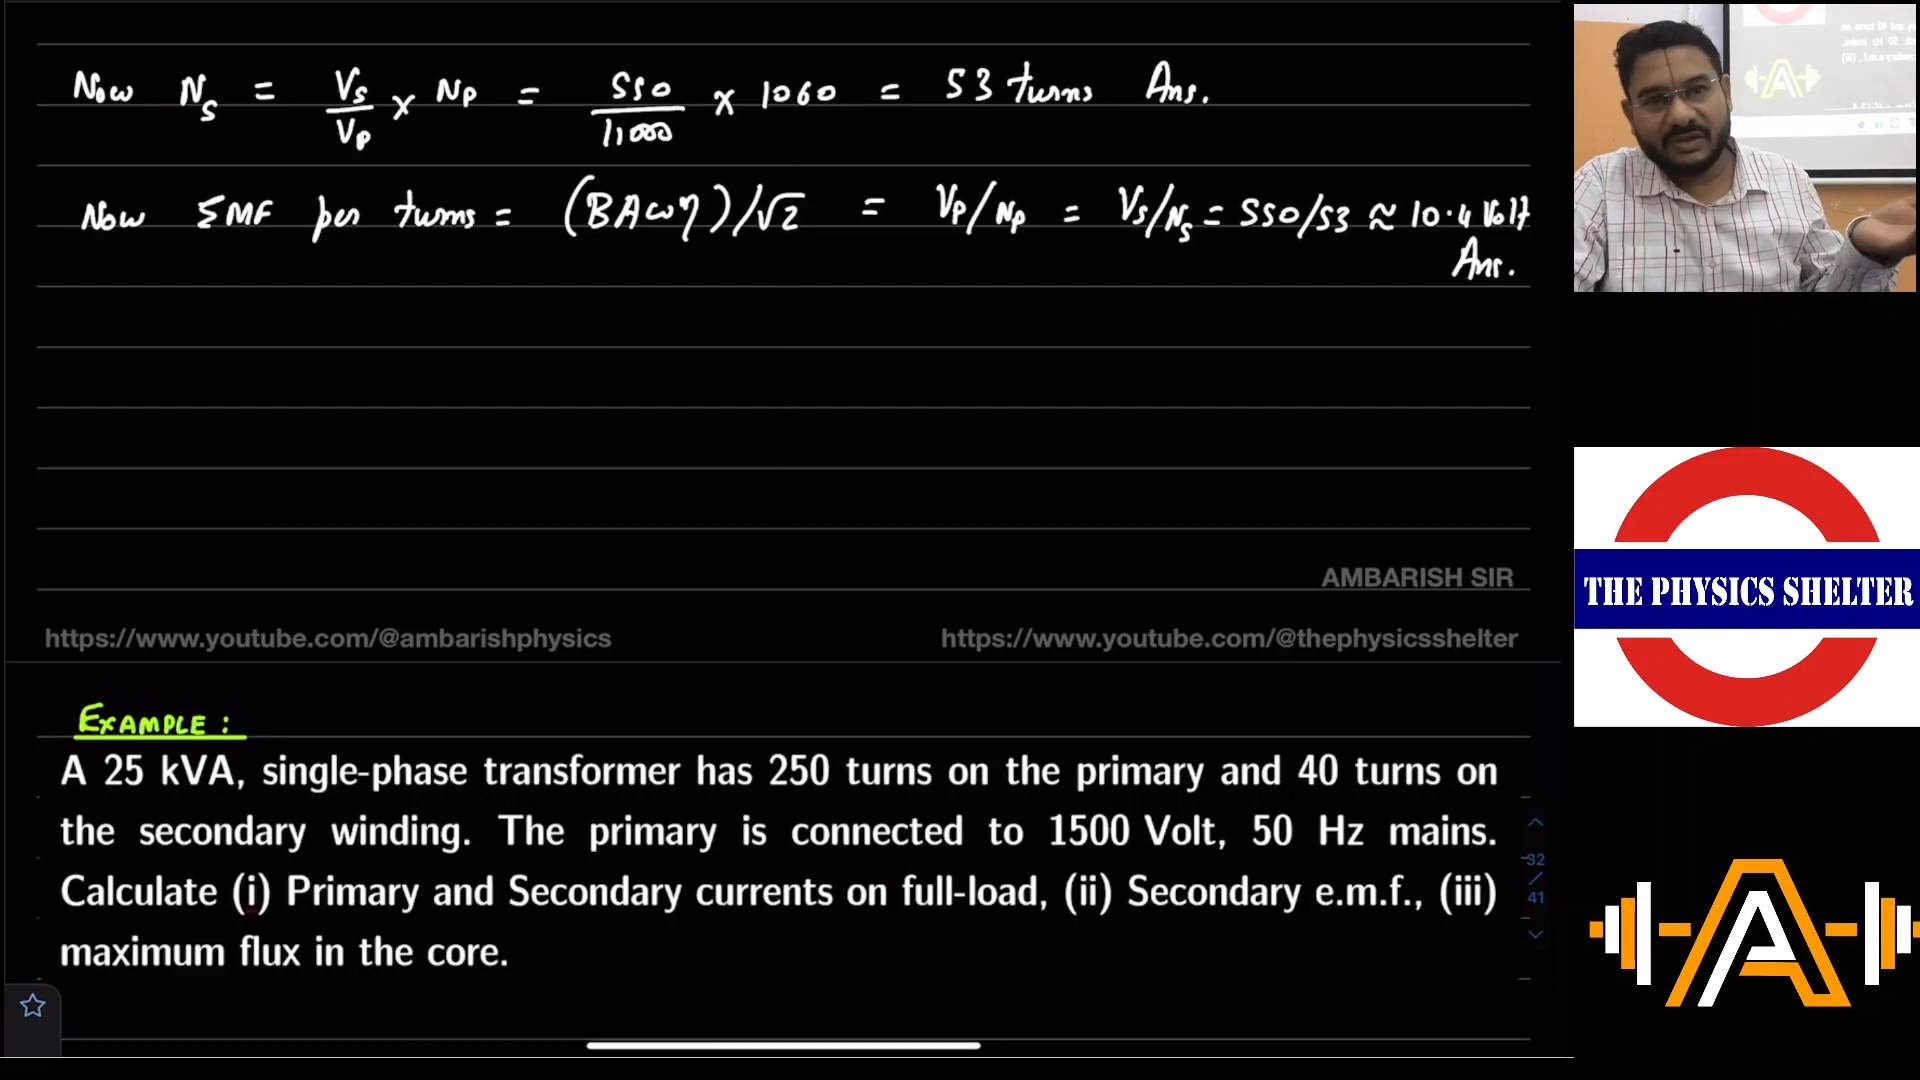 Now Ns = Vs/Vp x Np = 550/11000 x 1060 = 53 turns Ans.
Now EMF per turns = (BAωη)/√2 = Vp/Np = Vs/Ns = 550/53 ≈ 10.4 Volt
Ans.
AMBARISH SIR
https://www.youtube.com/@ambarishphysics https://www.youtube.com/@thephysicsshelter
EXAMPLE:
A 25 kVA, single-phase transformer has 250 turns on the primary and 40 turns on
the secondary winding. The primary is connected to 1500 Volt, 50 Hz mains.
Calculate (i) Primary and Secondary currents on full-load, (ii) Secondary e.m.f., (iii)
maximum flux in the core.
32
/
41
THE PHYSICS SHELTER
A